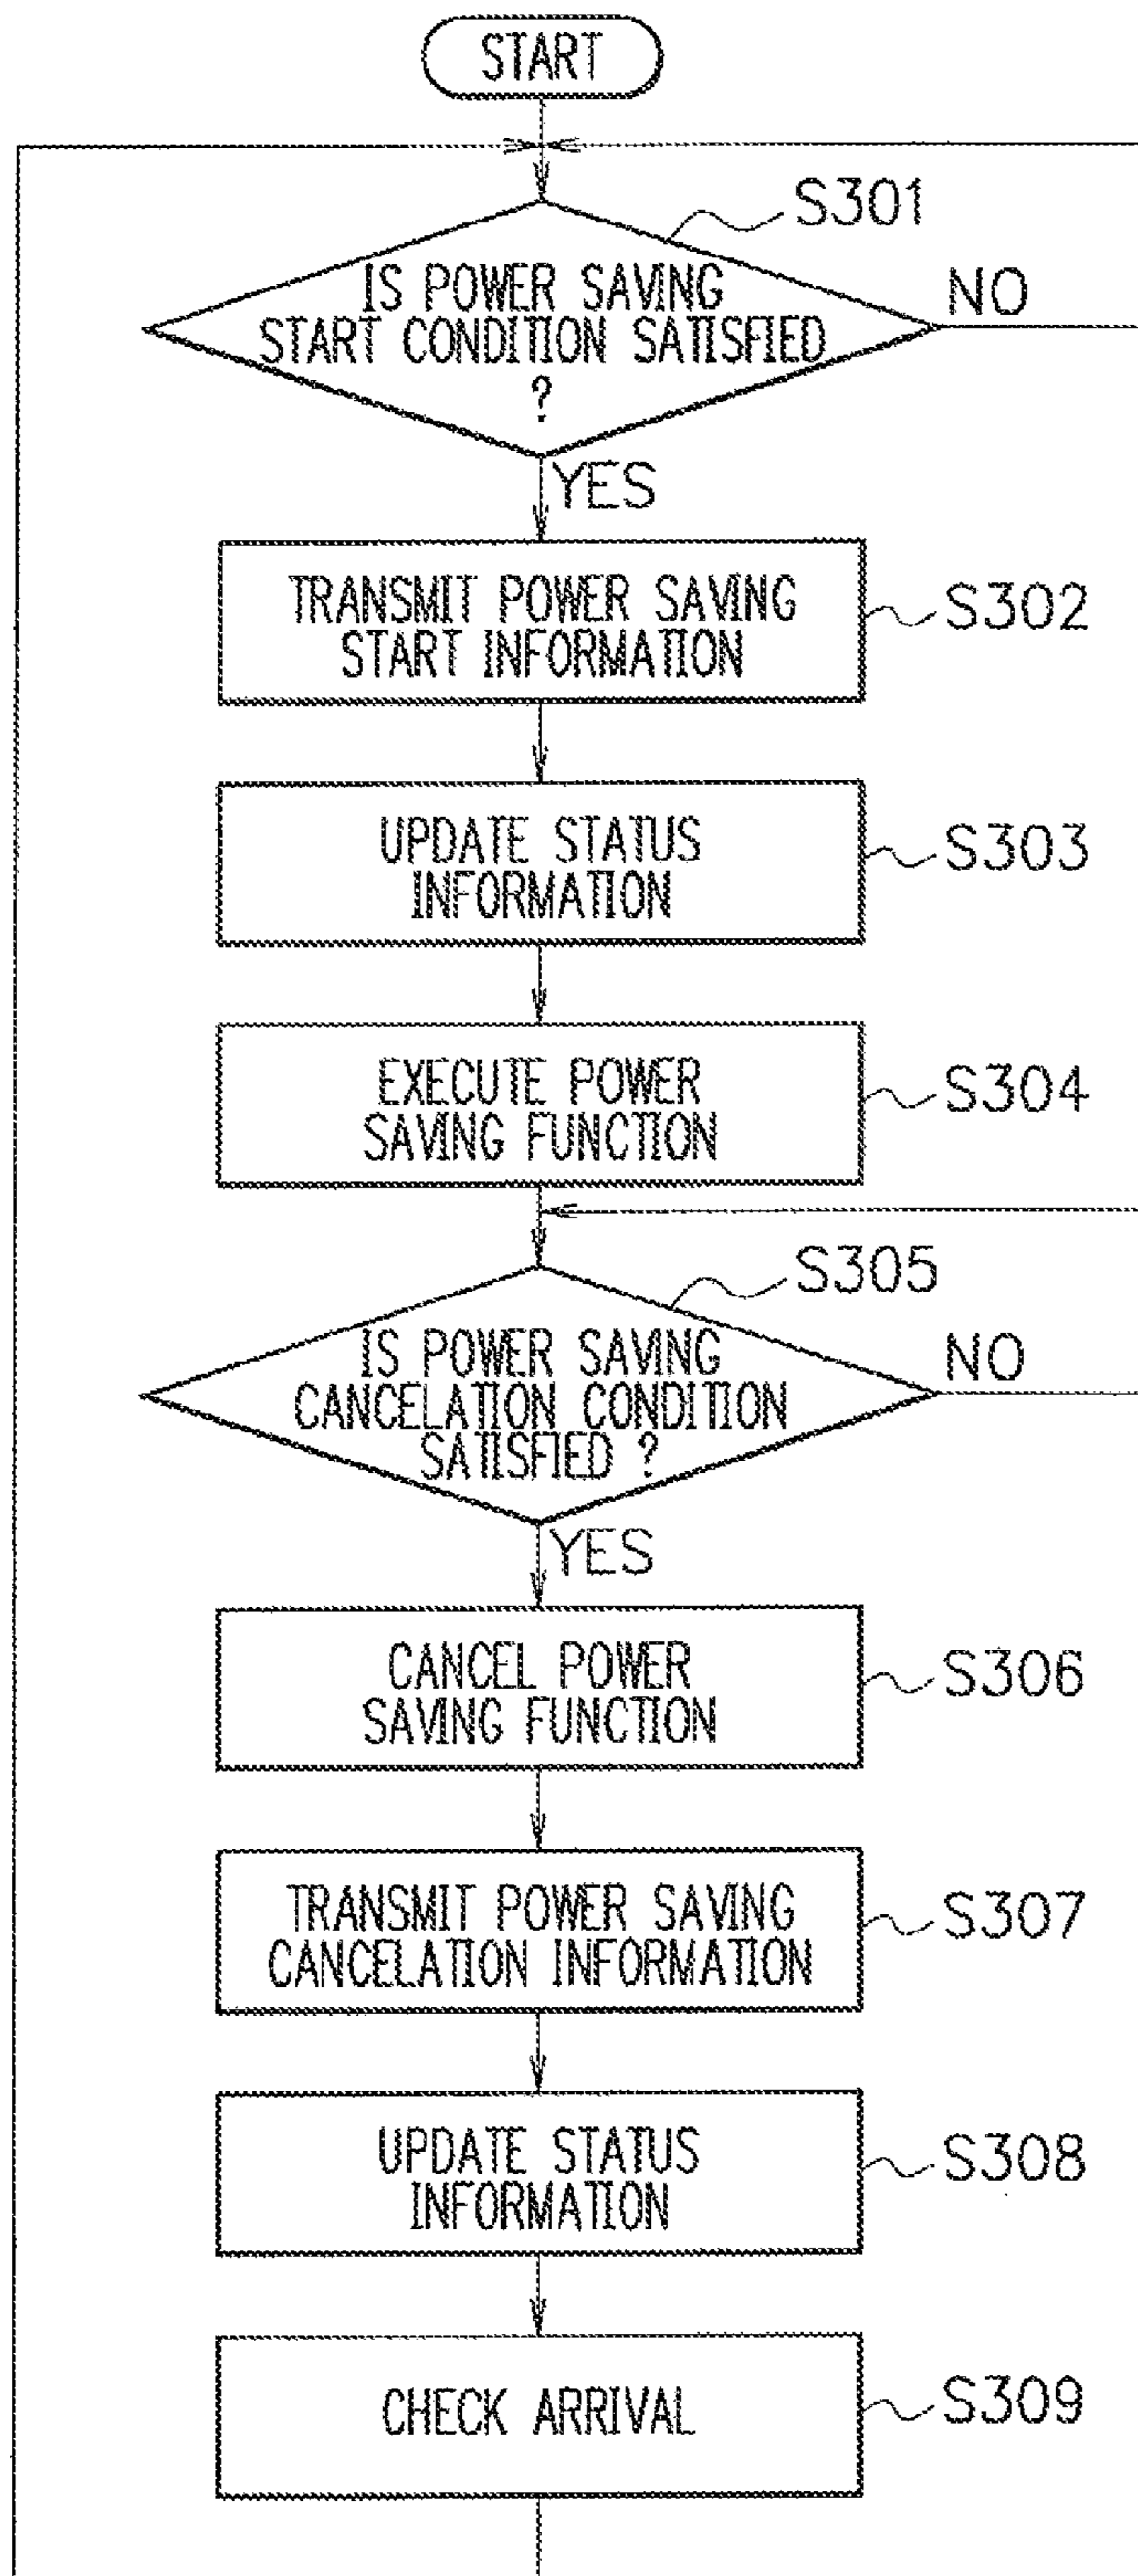 START
S301
IS POWER SAVING
START CONDITION SATISFIED
?
NO
YES
TRANSMIT POWER SAVING
START INFORMATION
S302
UPDATE STATUS
INFORMATION
S303
EXECUTE POWER
SAVING FUNCTION
S304
S305
IS POWER SAVING
CANCELATION CONDITION
SATISFIED ?
NO
YES
CANCEL POWER
SAVING FUNCTION
S306
TRANSMIT POWER SAVING
CANCELATION INFORMATION
S307
UPDATE STATUS
INFORMATION
S308
CHECK ARRIVAL
S309